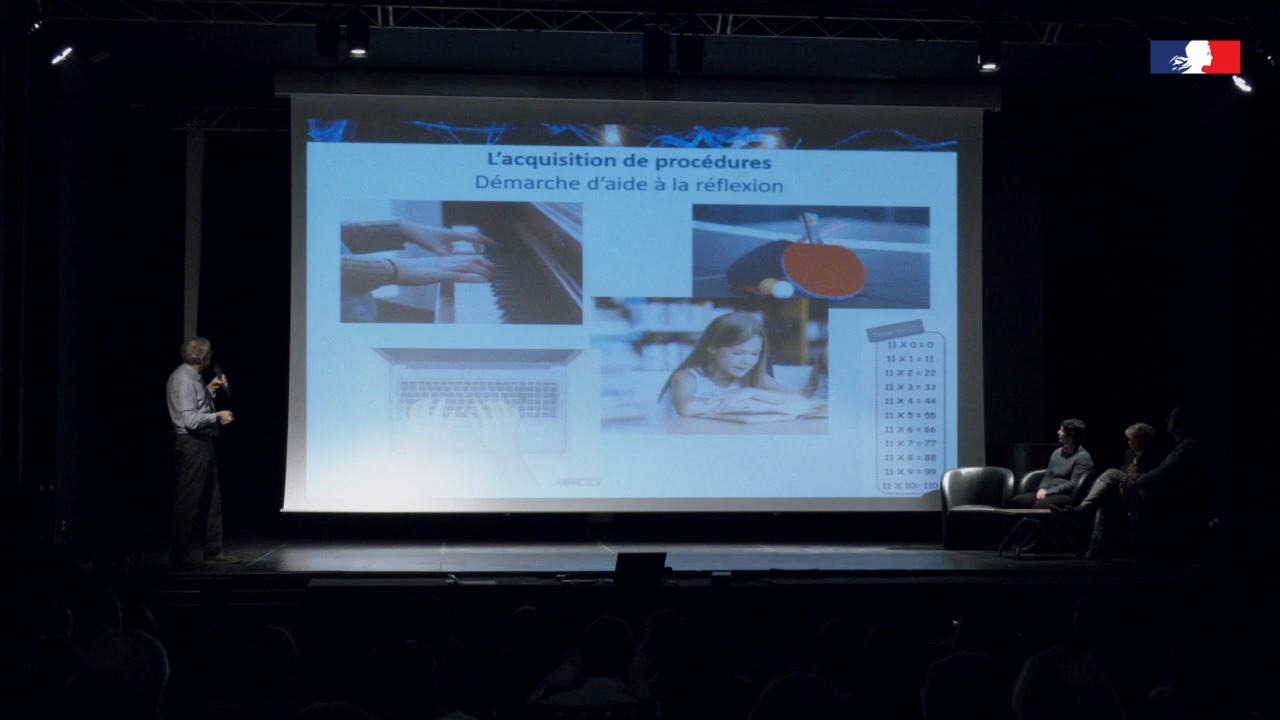 L'acquisition de procédures
Démarche d'aide à la réflexion
11 X 0 = 0
11 X 1 = 11
11 X 2 = 22
11 X 3 = 33
11 X 4 = 44
11 X 5 = 55
11 X 6 = 66
11 X 7 = 77
11 X 8 = 88
11 X 9 = 99
11 X 10= 110